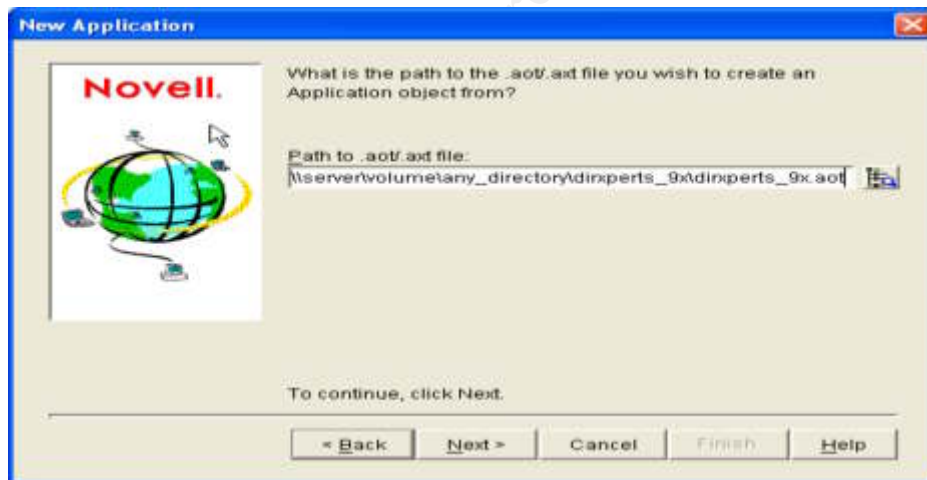 New Application
Novell.
What is the path to the .aot/.axt file you wish to create an
Application object from?
Path to .aot/.axt file:
\\server\volume\any_directory\dirxperts_9x\dirxperts_9x.aot
To continue, click Next.
< Back Next > Cancel Finish Help